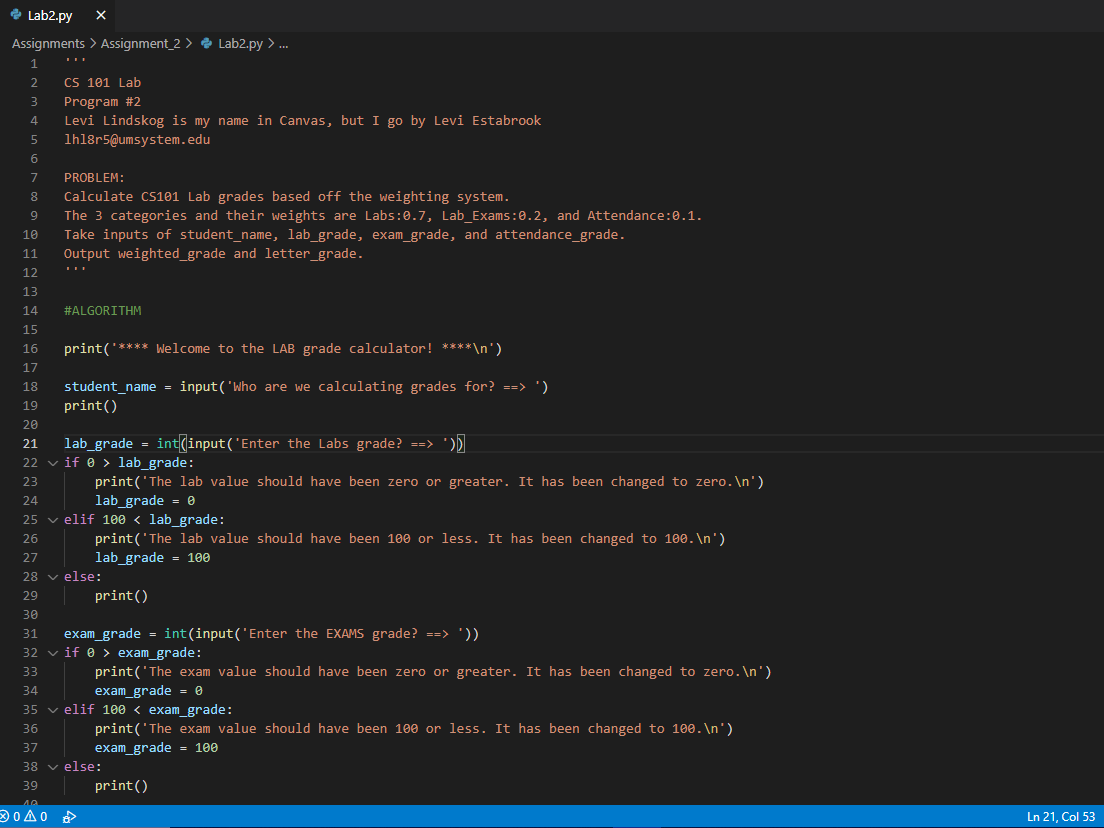 Lab2.py ×
Assignments > Assignment_2 > Lab2.py > ...
1 '''
2 CS 101 Lab
3 Program #2
4 Levi Lindskog is my name in Canvas, but I go by Levi Estabrook
5 lhl8r5@umsystem.edu
6
7 PROBLEM:
8 Calculate CS101 Lab grades based off the weighting system.
9 The 3 categories and their weights are Labs:0.7, Lab_Exams:0.2, and Attendance:0.1.
10 Take inputs of student_name, lab_grade, exam_grade, and attendance_grade.
11 Output weighted_grade and letter_grade.
12 '''
13
14 #ALGORITHM
15
16 print('**** Welcome to the LAB grade calculator! ****\n')
17
18 student_name = input('Who are we calculating grades for? ==> ')
19 print()
20
21 lab_grade = int(input('Enter the Labs grade? ==> '))
22 if 0 > lab_grade:
23     print('The lab value should have been zero or greater. It has been changed to zero.\n')
24     lab_grade = 0
25 elif 100 < lab_grade:
26     print('The lab value should have been 100 or less. It has been changed to 100.\n')
27     lab_grade = 100
28 else:
29     print()
30
31 exam_grade = int(input('Enter the EXAMS grade? ==> '))
32 if 0 > exam_grade:
33     print('The exam value should have been zero or greater. It has been changed to zero.\n')
34     exam_grade = 0
35 elif 100 < exam_grade:
36     print('The exam value should have been 100 or less. It has been changed to 100.\n')
37     exam_grade = 100
38 else:
39     print()
40
0 0 Ln 21, Col 53